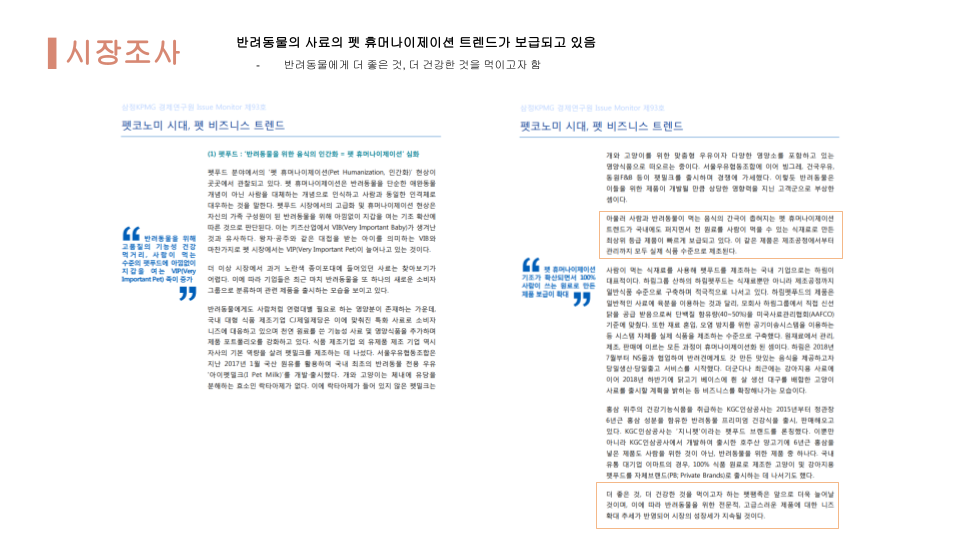 시장조사
반려동물의 사료의 펫 휴머나이제이션 트렌드가 보급되고 있음
- 반려동물에게 더 좋은 것, 더 건강한 것을 먹이고자 함
삼정KPMG 경제연구원 Issue Monitor 제93호
펫코노미 시대, 펫 비즈니스 트렌드
(1) 펫푸드 : '반려동물을 위한 음식의 인간화 = 펫 휴머나이제이션' 심화
펫푸드 분야에서의 '펫 휴머나이제이션(Pet Humanization, 인간화)' 현상이
곳곳에서 관찰되고 있다. 펫 휴머나이제이션은 반려동물을 단순한 애완동물
개념이 아닌 사람을 대체하는 개념으로 인식하고 사람과 동일한 인격체로
대우하는 것을 말한다. 펫푸드 시장에서의 고급화 및 휴머나이제이션 현상은
자신의 가족 구성원이 된 반려동물을 위해 아낌없이 지갑을 여는 기조 확산에
따른 것으로 판단된다. 이는 키즈산업에서 VIB(Very Important Baby)가 생겨난
것과 유사하다. 왕자·공주와 같은 대접을 받는 아이를 의미하는 VIB와
마찬가지로 펫 시장에서는 VIP(Very Important Pet)이 늘어나고 있는 것이다.
“ 반려동물을 위해
고품질의 기능성 건강
먹거리, 사람이 먹는
수준의 펫푸드에 아낌없이
지갑을 여는 VIP(Very
Important Pet) 족이 증가 ”
더 이상 시장에서 과거 노란색 종이포대에 들어있던 사료는 찾아보기가
어렵다. 이에 따라 기업들은 최근 마치 반려동물을 또 하나의 새로운 소비자
그룹으로 분류하며 관련 제품을 출시하는 모습을 보이고 있다.
반려동물에게도 사람처럼 연령대별 필요로 하는 영양분이 존재하는 가운데,
국내 대형 식품 제조기업 CJ제일제당은 이에 맞춰진 특화 사료로 소비자
니즈에 대응하고 있으며 천연 원료를 쓴 기능성 사료 및 영양식품을 추가하며
제품 포트폴리오를 강화하고 있다. 식품 제조기업 외 유제품 제조 기업 역시
자사의 기본 역량을 살려 펫밀크를 제조하는 데 나섰다. 서울우유협동조합은
지난 2017년 1월 국산 원유를 활용하여 국내 최초의 반려동물 전용 우유
'아이펫밀크(I Pet Milk)'를 개발·출시했다. 개와 고양이는 체내에 유당을
분해하는 효소인 락타아제가 없다. 이에 락타아제가 들어 있지 않은 펫밀크는
삼정KPMG 경제연구원 Issue Monitor 제93호
펫코노미 시대, 펫 비즈니스 트렌드
개와 고양이를 위한 맞춤형 우유이자 다양한 영양소를 포함하고 있는
영양식품으로 떠오르는 중이다. 서울우유협동조합에 이어 빙그레, 건국우유,
동원F&B 등이 펫밀크를 출시하며 경쟁에 가세했다. 이렇듯 반려동물은
이들을 위한 제품이 개발될 만큼 상당한 영향력을 지닌 고객군으로 부상한
셈이다.
아울러 사람과 반려동물이 먹는 음식의 간극이 좁혀지는 펫 휴머나이제이션
트렌드가 국내에도 퍼지면서 전 원료를 사람이 먹을 수 있는 식재료로 만든
최상위 등급 제품이 빠르게 보급되고 있다. 이 같은 제품은 제조공정에서부터
관리까지 모두 실제 식품 수준으로 제조된다.
“ 펫 휴머나이제이션
기조가 확산되면서 100%
사람이 쓰는 원료로 만든
제품 보급이 확대 ”
사람이 먹는 식재료를 사용해 펫푸드를 제조하는 국내 기업으로는 하림이
대표적이다. 하림그룹 산하의 하림펫푸드는 식재료뿐만 아니라 제조공정까지
일반식품 수준으로 구축하며 적극적으로 나서고 있다. 하림펫푸드의 제품은
일반적인 사료에 육분을 이용하는 것과 달리, 모회사 하림그룹에서 직접 신선
닭을 공급 받음으로써 단백질 함유량(40~50%)을 미국사료관리협회(AAFCO)
기준에 맞췄다. 또한 재료 혼입, 오염 방지를 위한 공기이송시스템을 이용하는
등 시스템 자체를 실제 식품을 제조하는 수준으로 구축했다. 원재료에서 관리,
제조, 판매에 이르는 모든 과정이 휴머나이제이션화 된 셈이다. 하림은 2018년
7월부터 NS홈과 협업하며 반려견에게도 갓 만든 맛있는 음식을 제공하고자
당일생산·당일출고 서비스를 시작했다. 더군다나 최근에는 강아지용 사료에
이어 2018년 하반기에 닭고기 베이스에 흰 살 생선 대구를 배합한 고양이
사료를 출시할 계획을 밝히는 등 비즈니스를 확장해나가는 모습이다.
홍삼 위주의 건강기능식품을 취급하는 KGC인삼공사는 2015년부터 정관장
6년근 홍삼 성분을 함유한 반려동물 프리미엄 건강식을 출시, 판매해오고
있다. KGC인삼공사는 '지니펫'이라는 펫푸드 브랜드를 론칭했다. 이뿐만
아니라 KGC인삼공사에서 개발하여 출시한 호주산 양고기에 6년근 홍삼을
넣은 제품도 사람을 위한 것이 아닌, 반려동물을 위한 제품 중 하나다. 국내
유통 대기업 이마트의 경우, 100% 식품 원료로 제조한 고양이 및 강아지용
펫푸드를 자체브랜드(PB; Private Brands)로 출시하는 데 나서기도 했다.
더 좋은 것, 더 건강한 것을 먹이고자 하는 펫팸족은 앞으로 더욱 늘어날
것이며, 이에 따라 반려동물을 위한 전문적, 고급스러운 제품에 대한 니즈
확대 추세가 반영되어 시장의 성장세가 지속될 것이다.